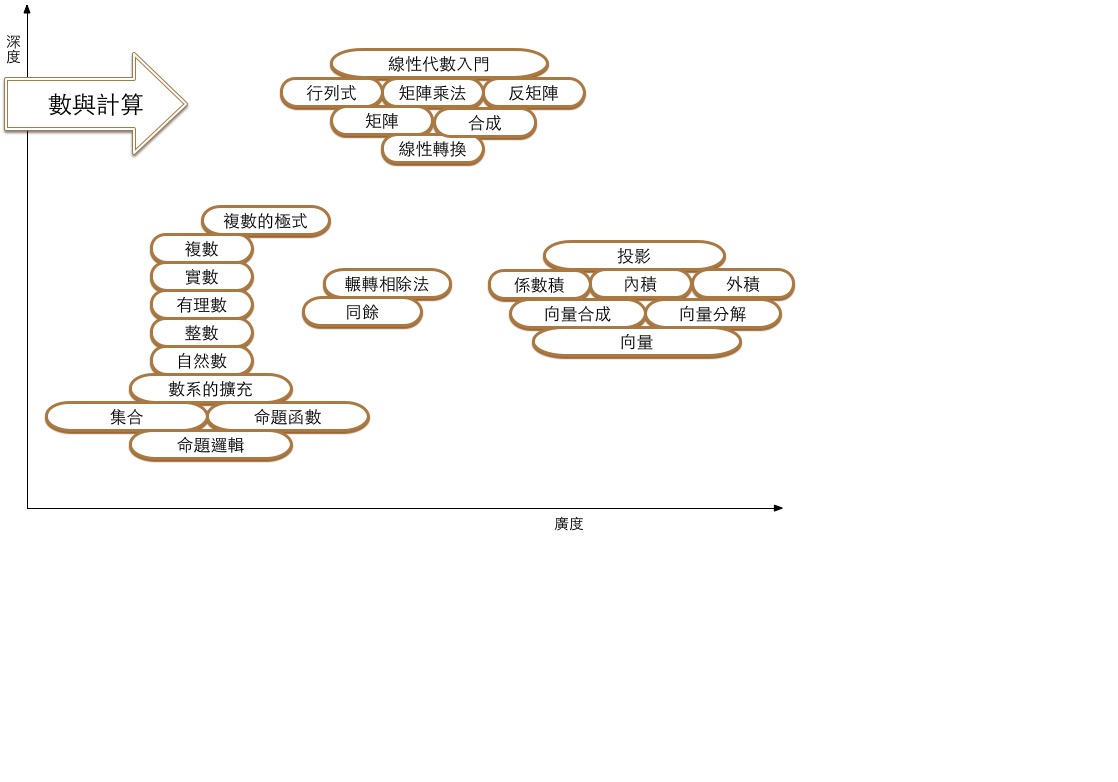 深度
數與計算
線性代數入門
行列式 矩陣乘法 反矩陣
矩陣 合成
線性轉換
複數的極式
複數
實數
有理數
整數
自然數
數系的擴充
集合 命題函數
命題邏輯
輾轉相除法
同餘
投影
係數積 內積 外積
向量合成 向量分解
向量
廣度